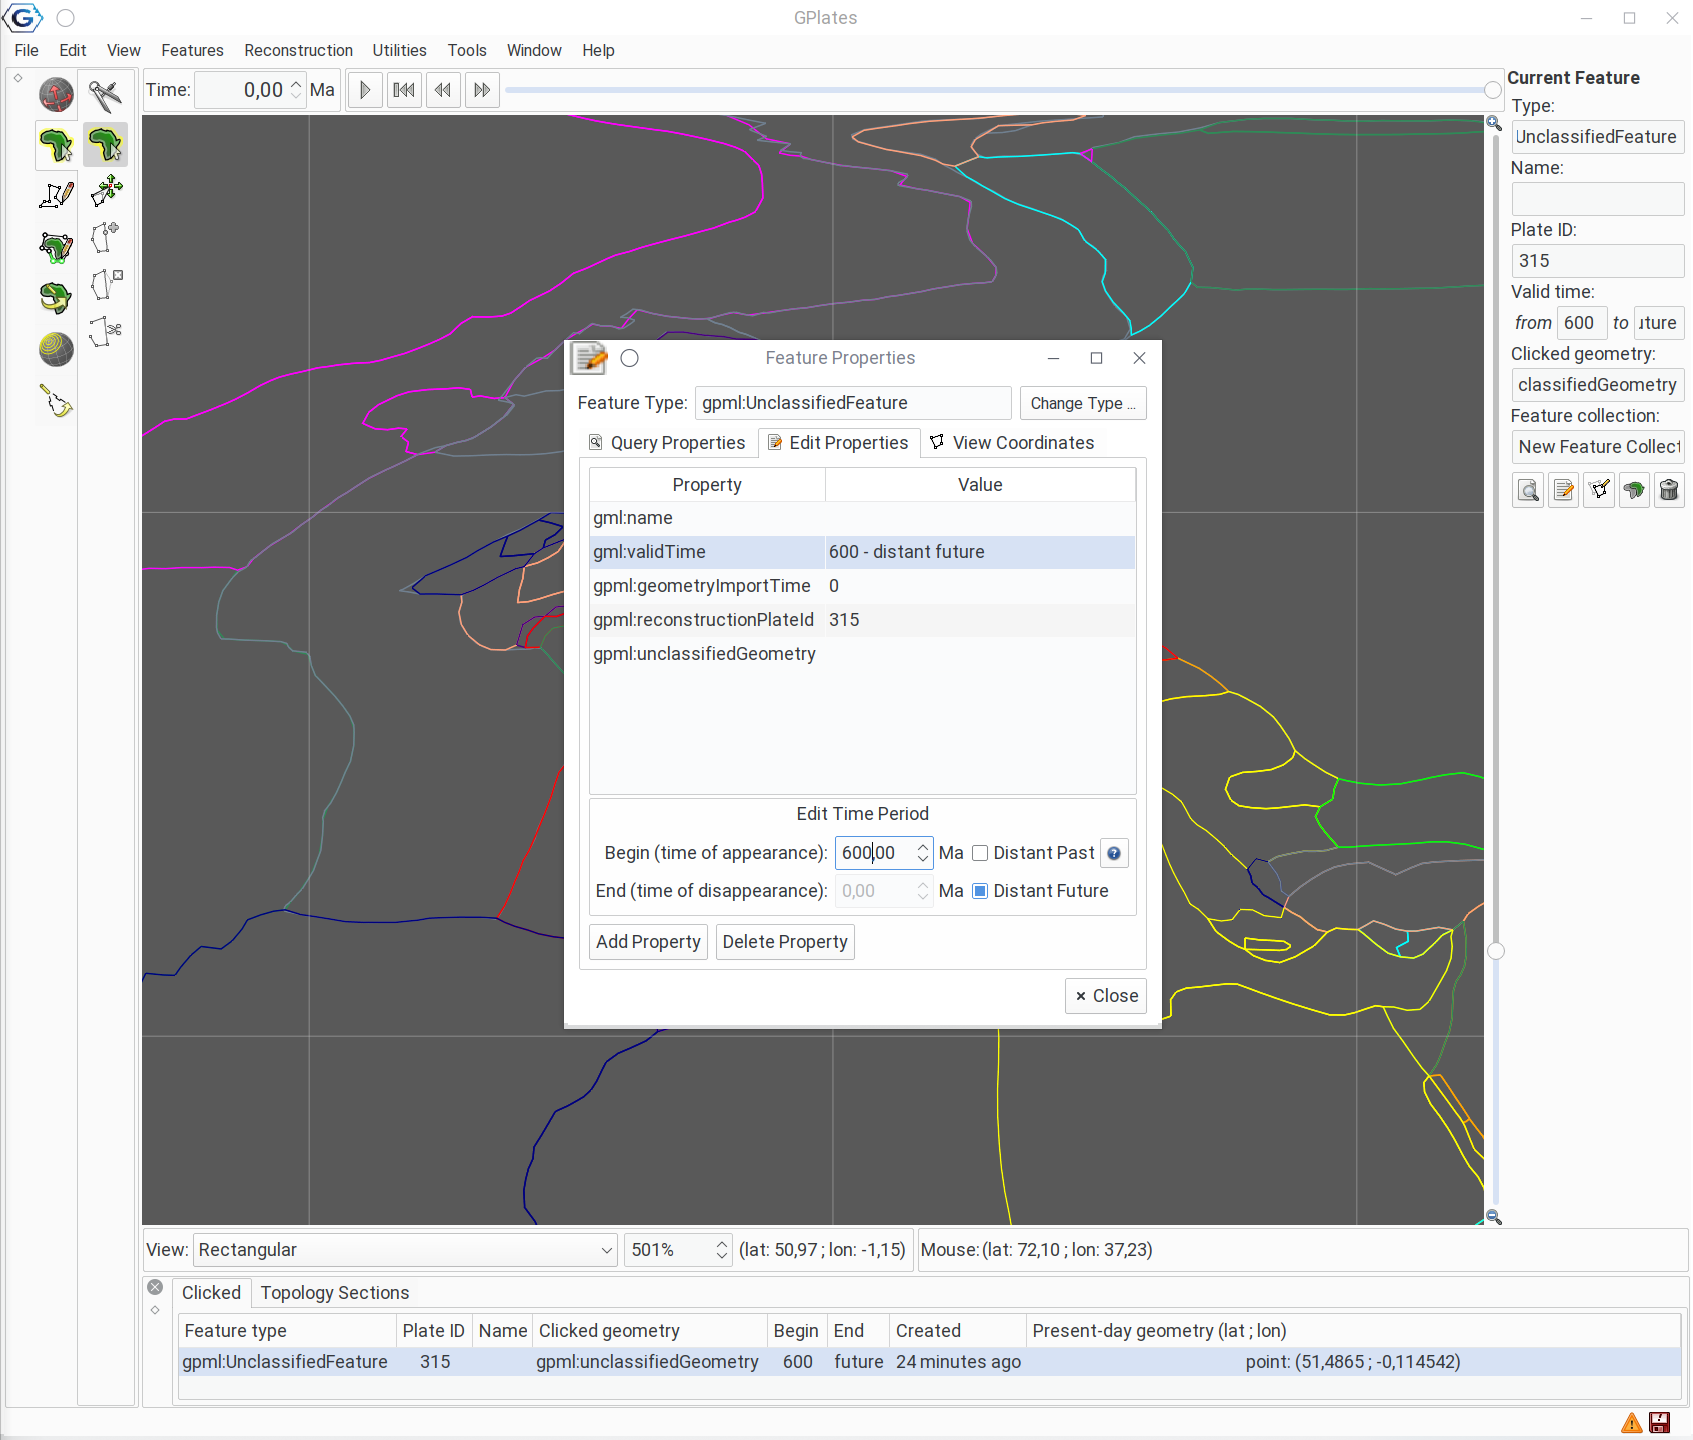 GPlates
File Edit View Features Reconstruction Utilities Tools Window Help
Time: 0,00 Ma
Current Feature
Type:
UnclassifiedFeature
Name:
Plate ID:
315
Valid time:
from 600 to uture
Clicked geometry:
classifiedGeometry
Feature collection:
New Feature Collect
Feature Properties
Feature Type: gpml:UnclassifiedFeature Change Type ...
Query Properties Edit Properties View Coordinates
Property Value
gml:name
gml:validTime 600 - distant future
gpml:geometryImportTime 0
gpml:reconstructionPlateId 315
gpml:unclassifiedGeometry
Edit Time Period
Begin (time of appearance): 600,00 Ma Distant Past
End (time of disappearance): 0,00 Ma Distant Future
Add Property Delete Property
Close
View: Rectangular 501% (lat: 50,97 ; lon: -1,15) Mouse: (lat: 72,10 ; lon: 37,23)
Clicked Topology Sections
Feature type Plate ID Name Clicked geometry Begin End Created Present-day geometry (lat ; lon)
gpml:UnclassifiedFeature 315 gpml:unclassifiedGeometry 600 future 24 minutes ago point: (51,4865 ; -0,114542)